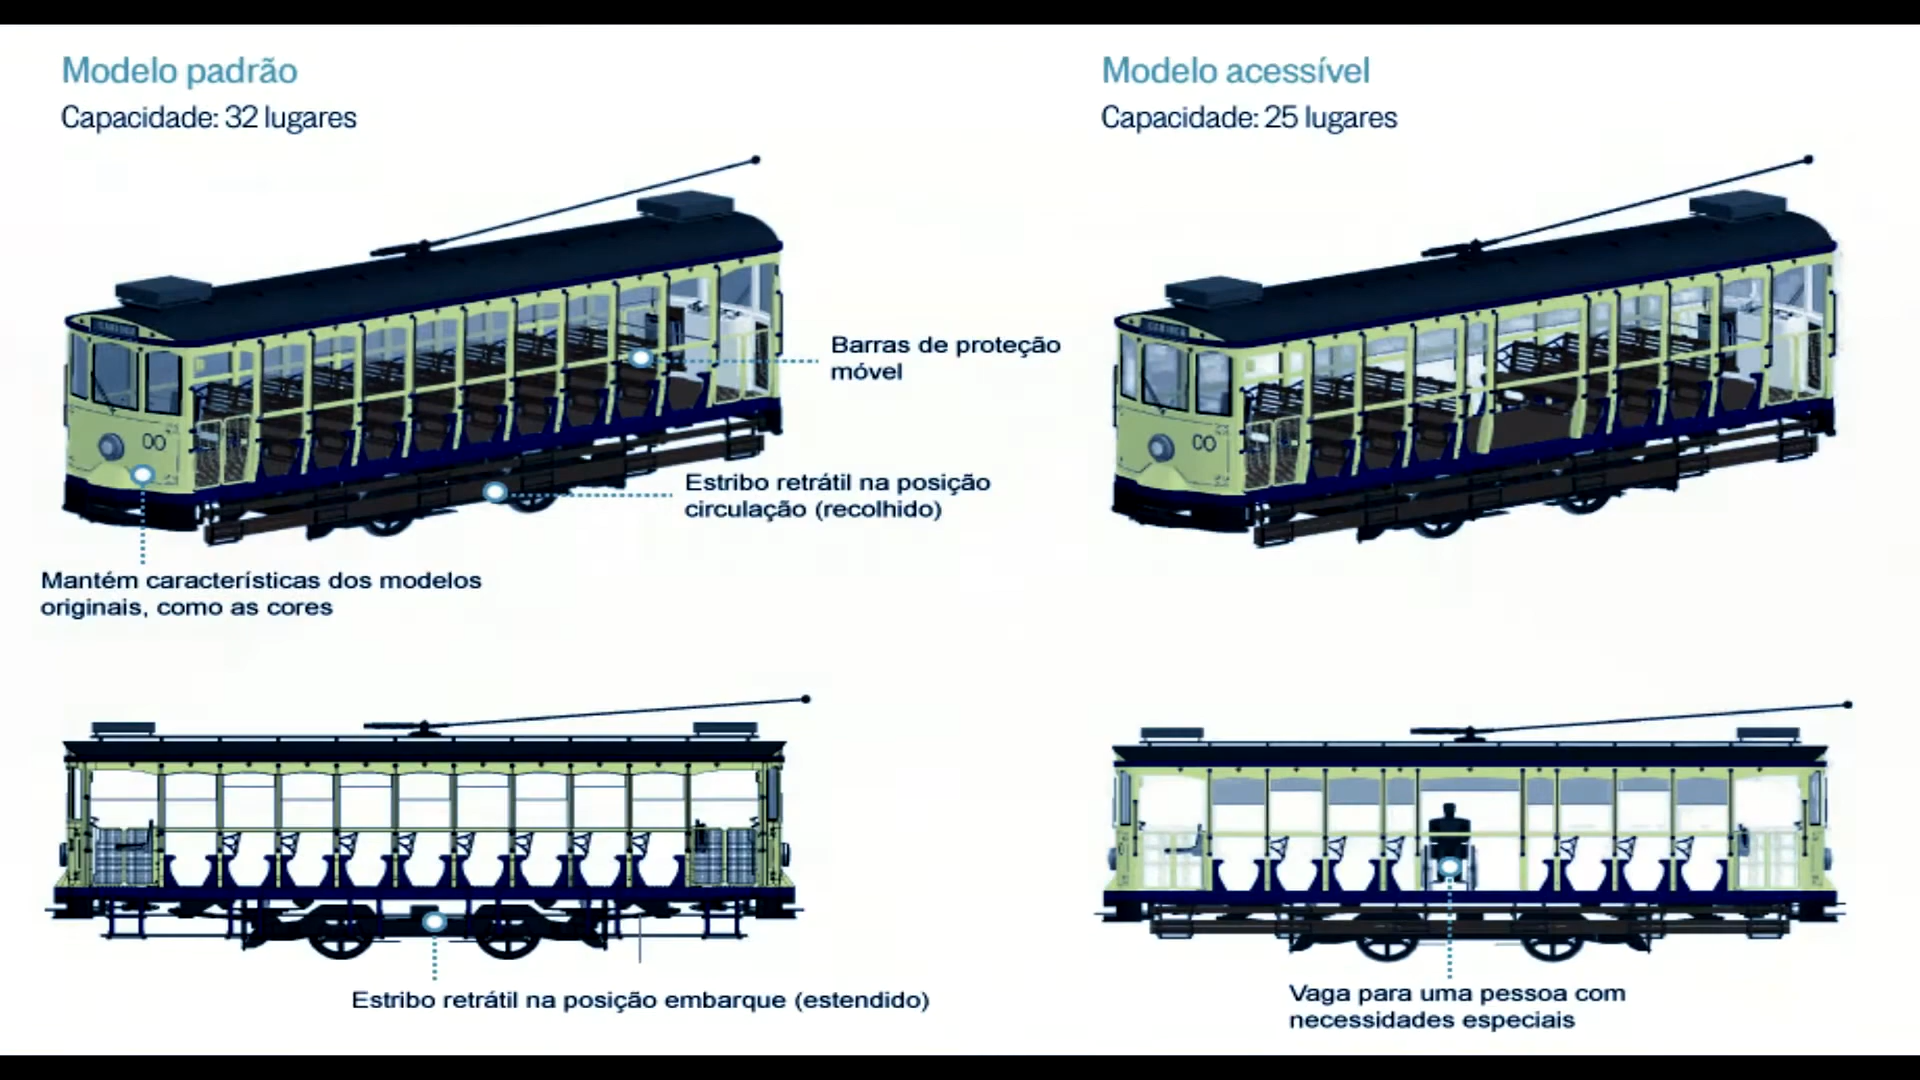 Modelo padrão
Capacidade: 32 lugares
Barras de proteção
móvel
Estribo retrátil na posição
circulação (recolhido)
Mantém características dos modelos
originais, como as cores
Estribo retrátil na posição embarque (estendido)
Modelo acessível
Capacidade: 25 lugares
Vaga para uma pessoa com
necessidades especiais